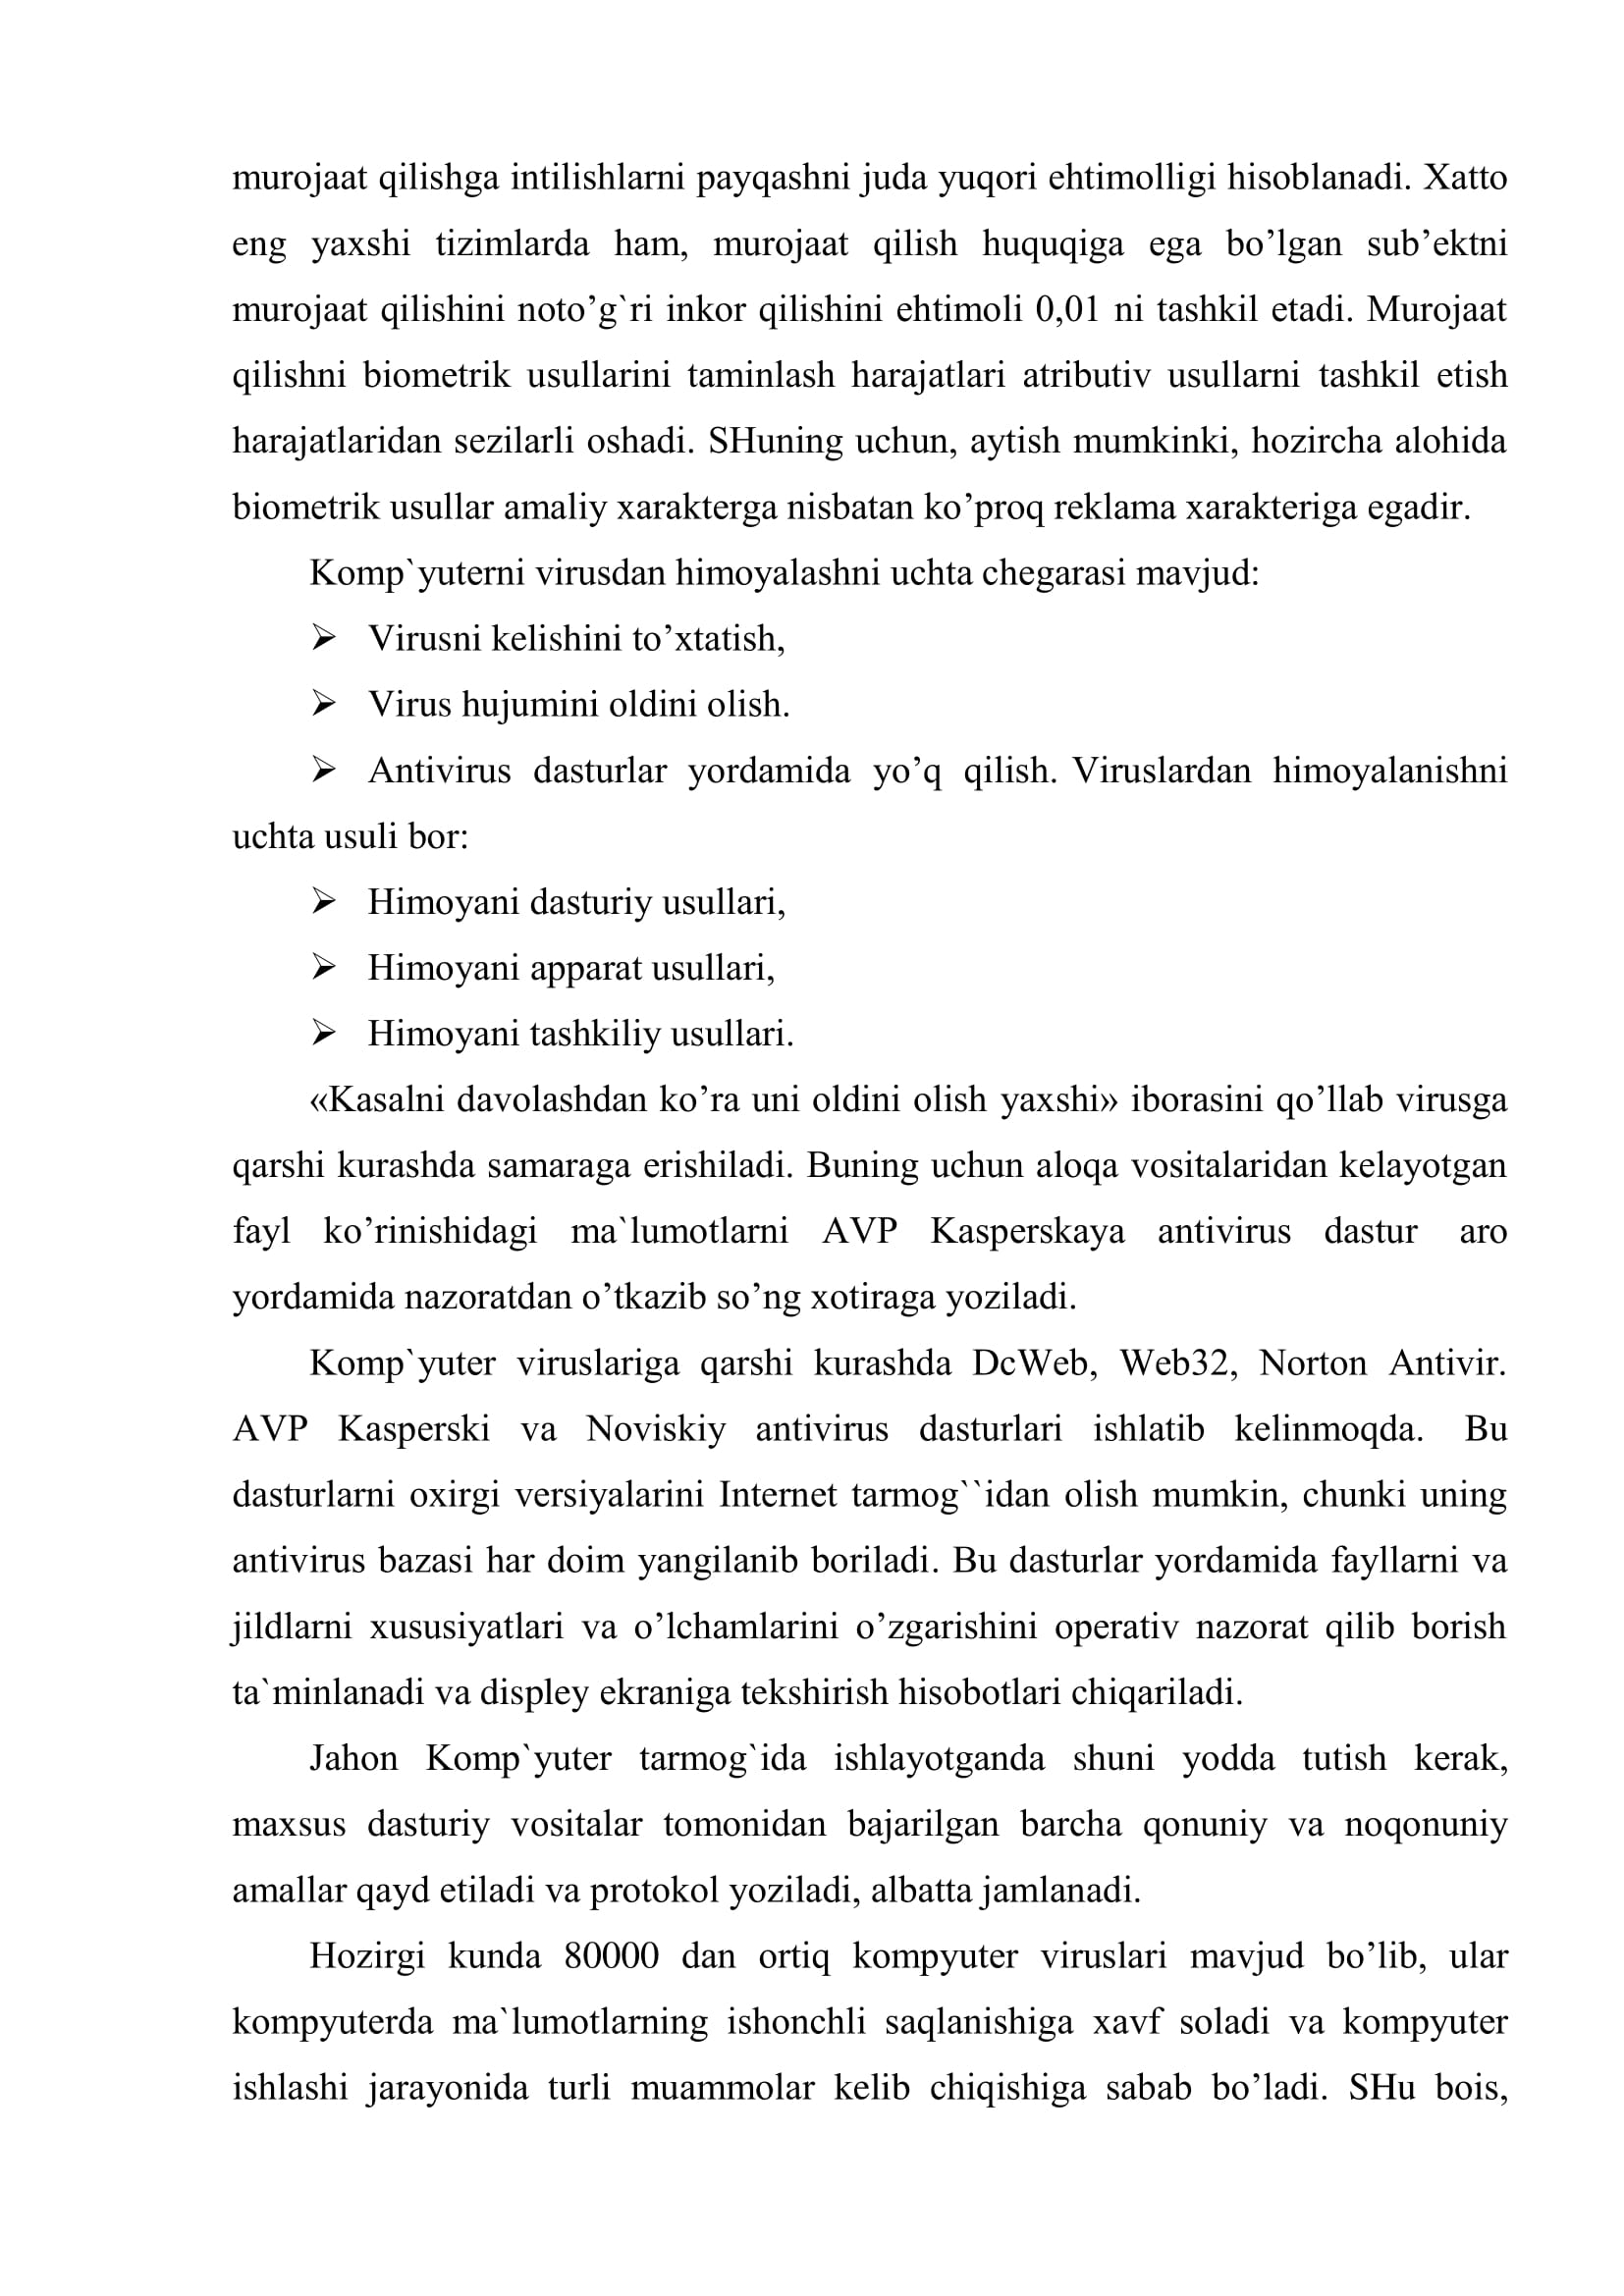 murojaat qilishga intilishlarni payqashni juda yuqori ehtimolligi hisoblanadi. Xatto
eng yaxshi tizimlarda ham, murojaat qilish huquqiga ega bo’lgan sub’ektni
murojaat qilishini noto’g`ri inkor qilishini ehtimoli 0,01 ni tashkil etadi. Murojaat
qilishni biometrik usullarini taminlash harajatlari atributiv usullarni tashkil etish
harajatlaridan sezilarli oshadi. SHuning uchun, aytish mumkinki, hozircha alohida
biometrik usullar amaliy xarakterga nisbatan ko’proq reklama xarakteriga egadir.
Komp`yuterni virusdan himoyalashni uchta chegarasi mavjud:
➢ Virusni kelishini to’xtatish,
➢ Virus hujumini oldini olish.
➢ Antivirus dasturlar yordamida yo’q qilish. Viruslardan himoyalanishni
uchta usuli bor:
➢ Himoyani dasturiy usullari,
➢ Himoyani apparat usullari,
➢ Himoyani tashkiliy usullari.
«Kasalni davolashdan ko’ra uni oldini olish yaxshi» iborasini qo’llab virusga
qarshi kurashda samaraga erishiladi. Buning uchun aloqa vositalaridan kelayotgan
fayl ko’rinishidagi ma`lumotlarni AVP Kasperskaya antivirus dastur aro
yordamida nazoratdan o’tkazib so’ng xotiraga yoziladi.
Komp`yuter viruslariga qarshi kurashda DcWeb, Web32, Norton Antivir.
AVP Kasperski va Noviskiy antivirus dasturlari ishlatib kelinmoqda. Bu
dasturlarni oxirgi versiyalarini Internet tarmog``idan olish mumkin, chunki uning
antivirus bazasi har doim yangilanib boriladi. Bu dasturlar yordamida fayllarni va
jildlarni xususiyatlari va o’lchamlarini o’zgarishini operativ nazorat qilib borish
ta`minlanadi va displey ekraniga tekshirish hisobotlari chiqariladi.
Jahon Komp`yuter tarmog`ida ishlayotganda shuni yodda tutish kerak,
maxsus dasturiy vositalar tomonidan bajarilgan barcha qonuniy va noqonuniy
amallar qayd etiladi va protokol yoziladi, albatta jamlanadi.
Hozirgi kunda 80000 dan ortiq kompyuter viruslari mavjud bo’lib, ular
kompyuterda ma`lumotlarning ishonchli saqlanishiga xavf soladi va kompyuter
ishlashi jarayonida turli muammolar kelib chiqishiga sabab bo’ladi. SHu bois,